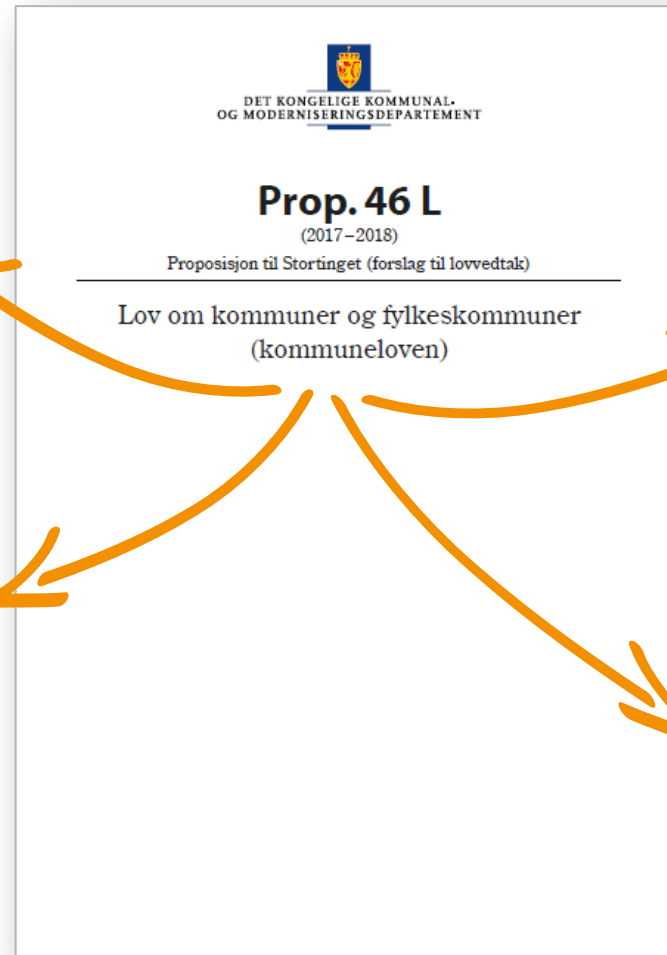 DET KONGELIGE KOMMUNAL-
OG MODERNISERINGSDEPARTEMENT
Prop. 46 L
(2017–2018)
Proposisjon til Stortinget (forslag til lovvedtak)
Lov om kommuner og fylkeskommuner
(kommuneloven)